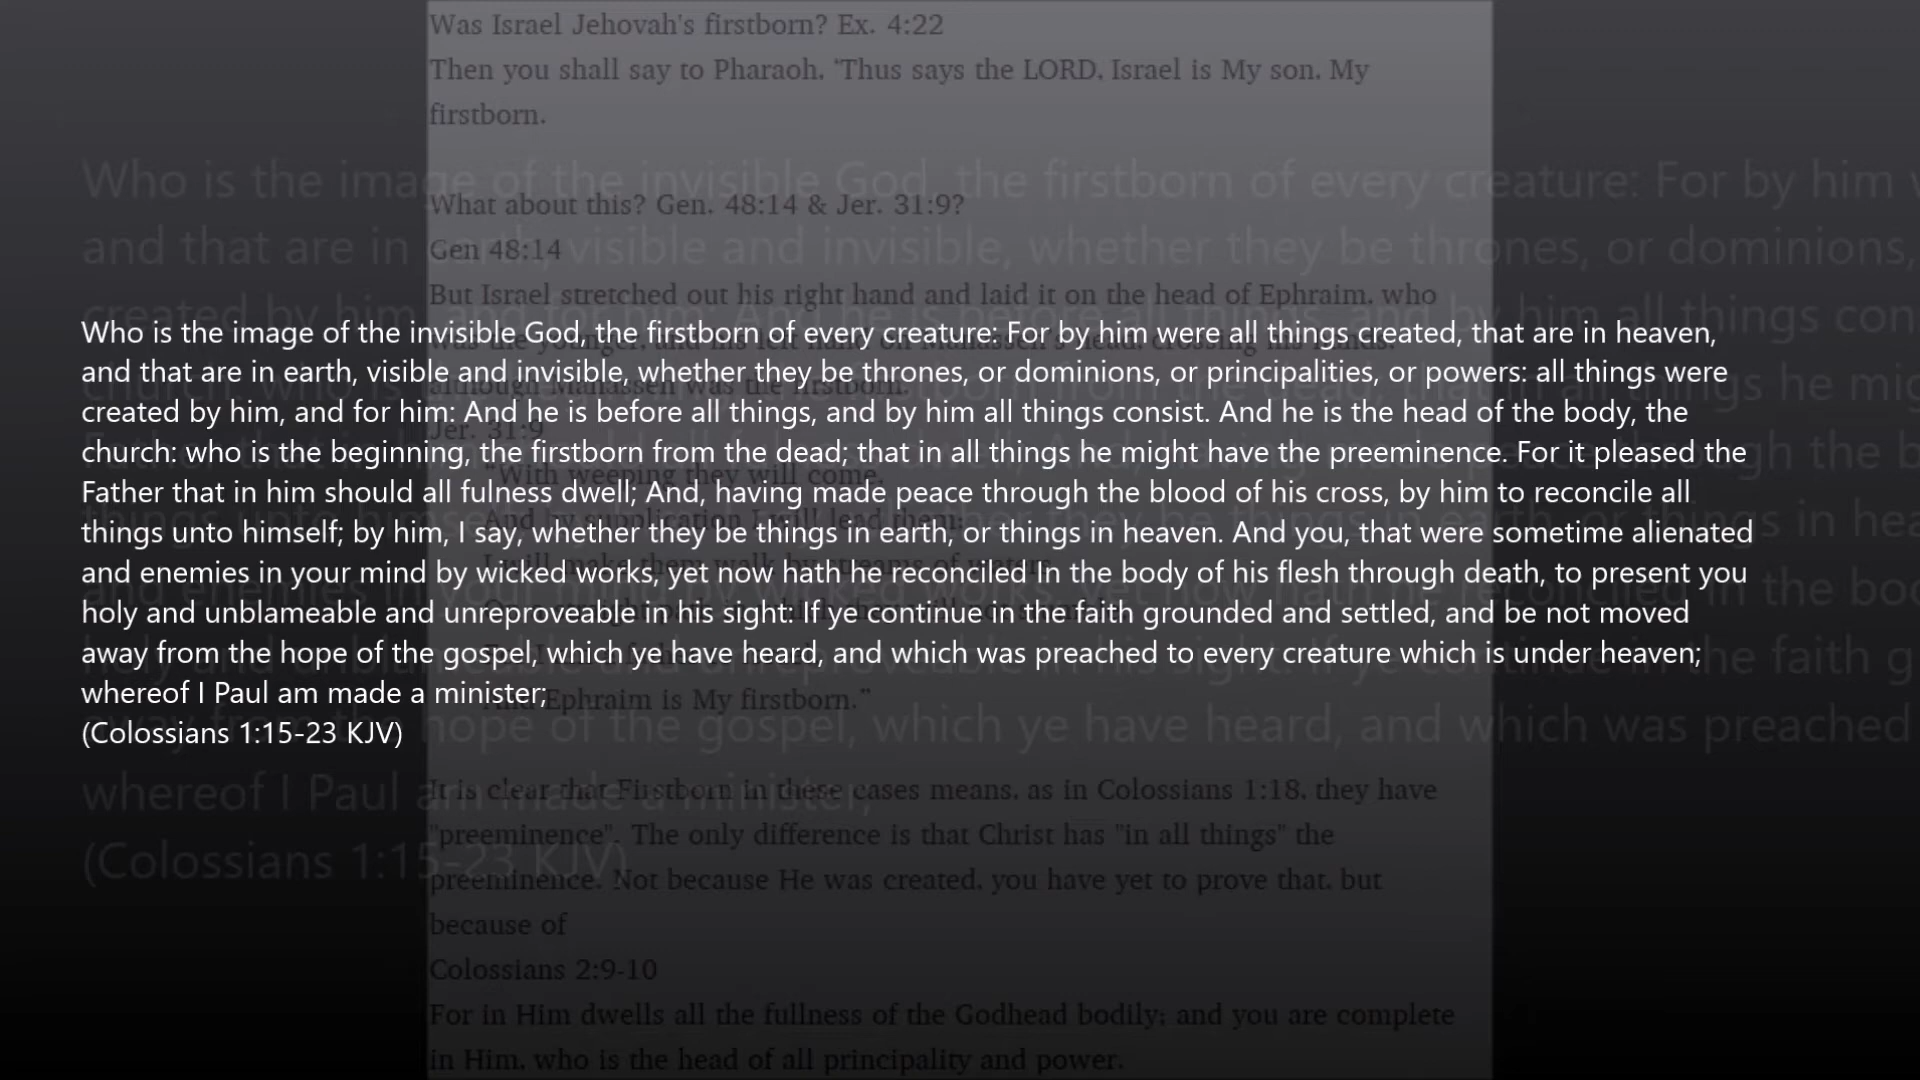 Was Israel Jehovah's firstborn? Ex. 4:22
Then you shall say to Pharaoh, 'Thus says the LORD, Israel is My son, My
firstborn.
What about this? Gen. 48:14 & Jer. 31:9?
Gen 48:14
But Israel stretched out his right hand and laid it on the head of Ephraim, who
Who is the image of the invisible God, the firstborn of every creature: For by him were all things created, that are in heaven,
and that are in earth, visible and invisible, whether they be thrones, or dominions, or principalities, or powers: all things were
created by him, and for him: And he is before all things, and by him all things consist. And he is the head of the body, the
church: who is the beginning, the firstborn from the dead; that in all things he might have the preeminence. For it pleased the
Father that in him should all fulness dwell; And, having made peace through the blood of his cross, by him to reconcile all
things unto himself; by him, I say, whether they be things in earth, or things in heaven. And you, that were sometime alienated
and enemies in your mind by wicked works, yet now hath he reconciled In the body of his flesh through death, to present you
holy and unblameable and unreproveable in his sight: If ye continue in the faith grounded and settled, and be not moved
away from the hope of the gospel, which ye have heard, and which was preached to every creature which is under heaven;
whereof I Paul am made a minister;
(Colossians 1:15-23 KJV)
Jer. 31:9
"With weeping they will come,
Ephraim is My firstborn."
It is clear that Firstborn in these cases means, as in Colossians 1:18, they have
"preeminence". The only difference is that Christ has "in all things" the
preeminence. Not because He was created, you have yet to prove that, but
because of
Colossians 2:9-10
For in Him dwells all the fullness of the Godhead bodily; and you are complete
in Him, who is the head of all principality and power.